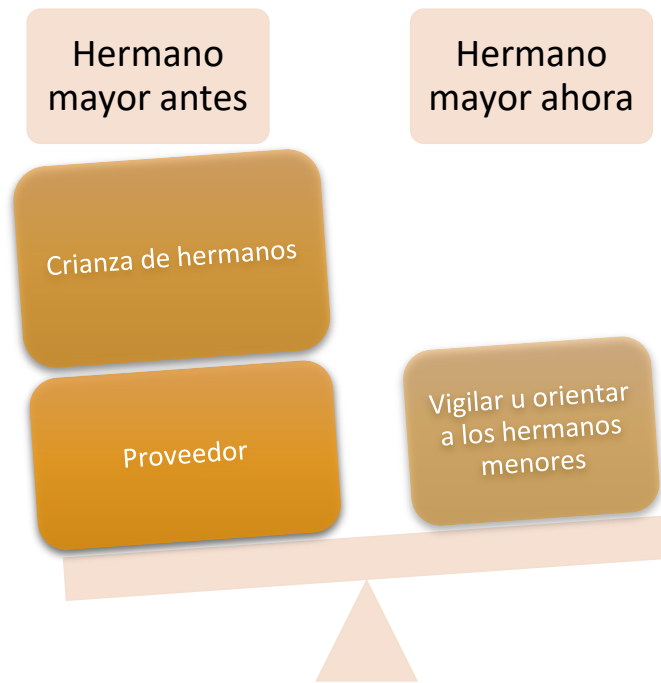 Hermano
mayor antes
Hermano
mayor ahora
Crianza de hermanos
Proveedor
Vigilar u orientar
a los hermanos
menores